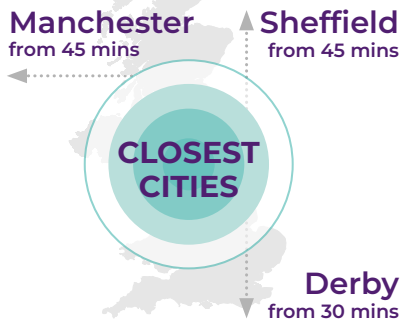 Manchester
from 45 mins
Sheffield
from 45 mins
CLOSEST
CITIES
Derby
from 30 mins